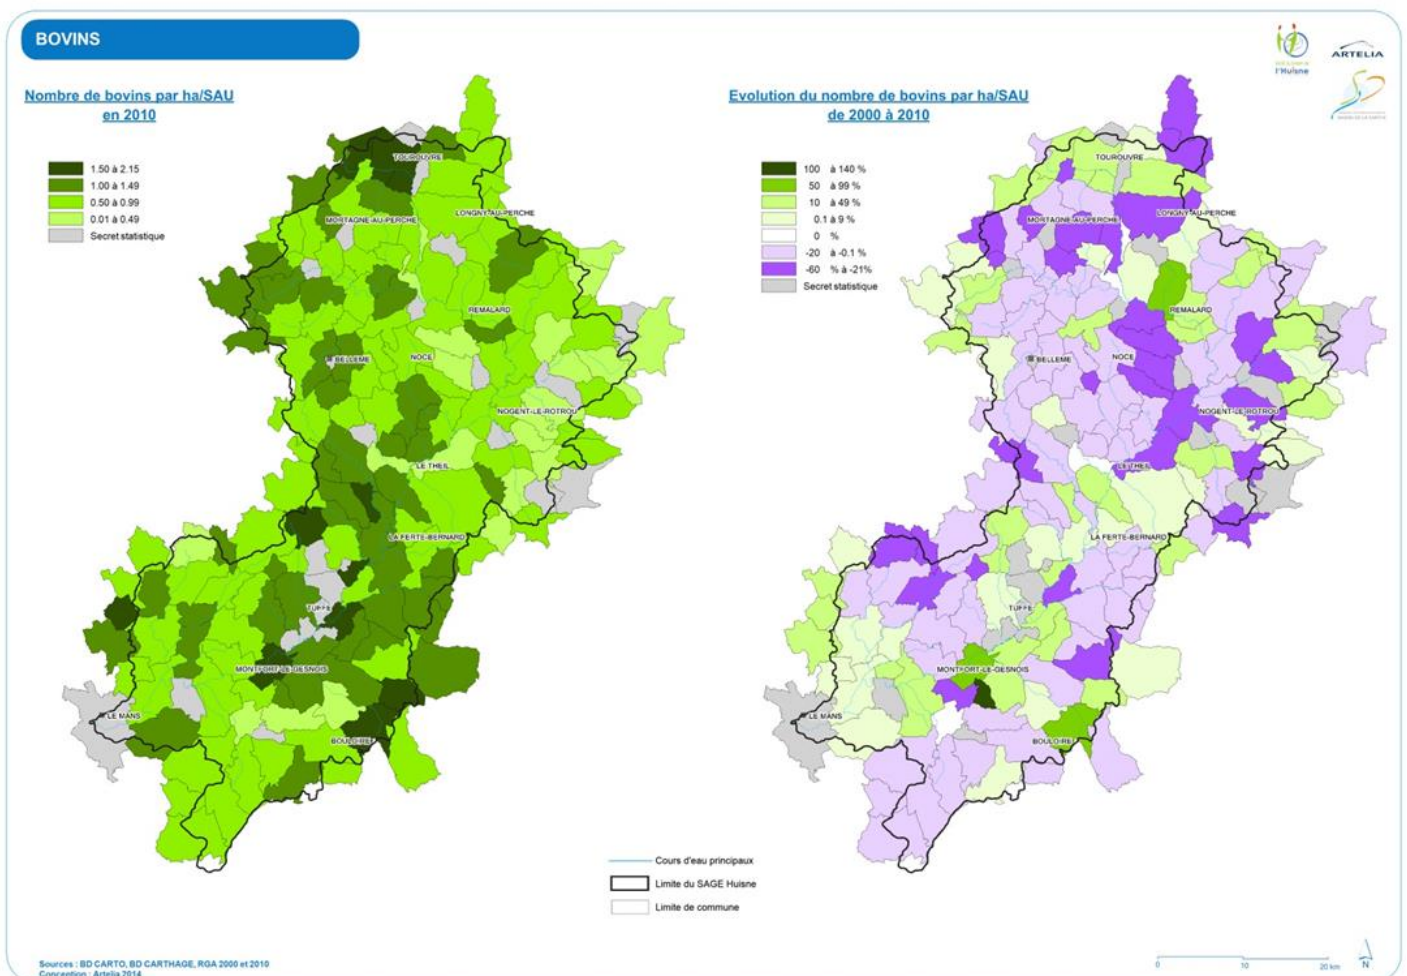 BOVINS
ARTELIA
l'Huisne
Nombre de bovins par ha/SAU
en 2010
1.50 à 2.15
1.00 à 1.49
0.50 à 0.99
0.01 à 0.49
Secret statistique
TOUROUVRE
MORTAGNE-AU-PERCHE
LONGNY-AU-PERCHE
REMALARD
BELLEME
NOCE
NOGENT-LE-ROTROU
LE THEIL
LA FERTE-BERNARD
TUFFE
MONTFORT-LE-GESNOIS
LE MANS
BOULOIRE
Evolution du nombre de bovins par ha/SAU
de 2000 à 2010
100 à 140 %
50 à 99 %
10 à 49 %
0.1 à 9 %
0 %
-20 à -0.1 %
-60 % à -21%
Secret statistique
TOUROUVRE
MORTAGNE-AU-PERCHE
LONGNY-AU-PERCHE
REMALARD
BELLEME
NOCE
NOGENT-LE-ROTROU
LE THEIL
LA FERTE-BERNARD
TUFFE
MONTFORT-LE-GESNOIS
LE MANS
BOULOIRE
Cours d'eau principaux
Limite du SAGE Huisne
Limite de commune
Sources : BD CARTO, BD CARTHAGE, RGA 2000 et 2010
Conception : Artelia 2014
0 10 20 km
N